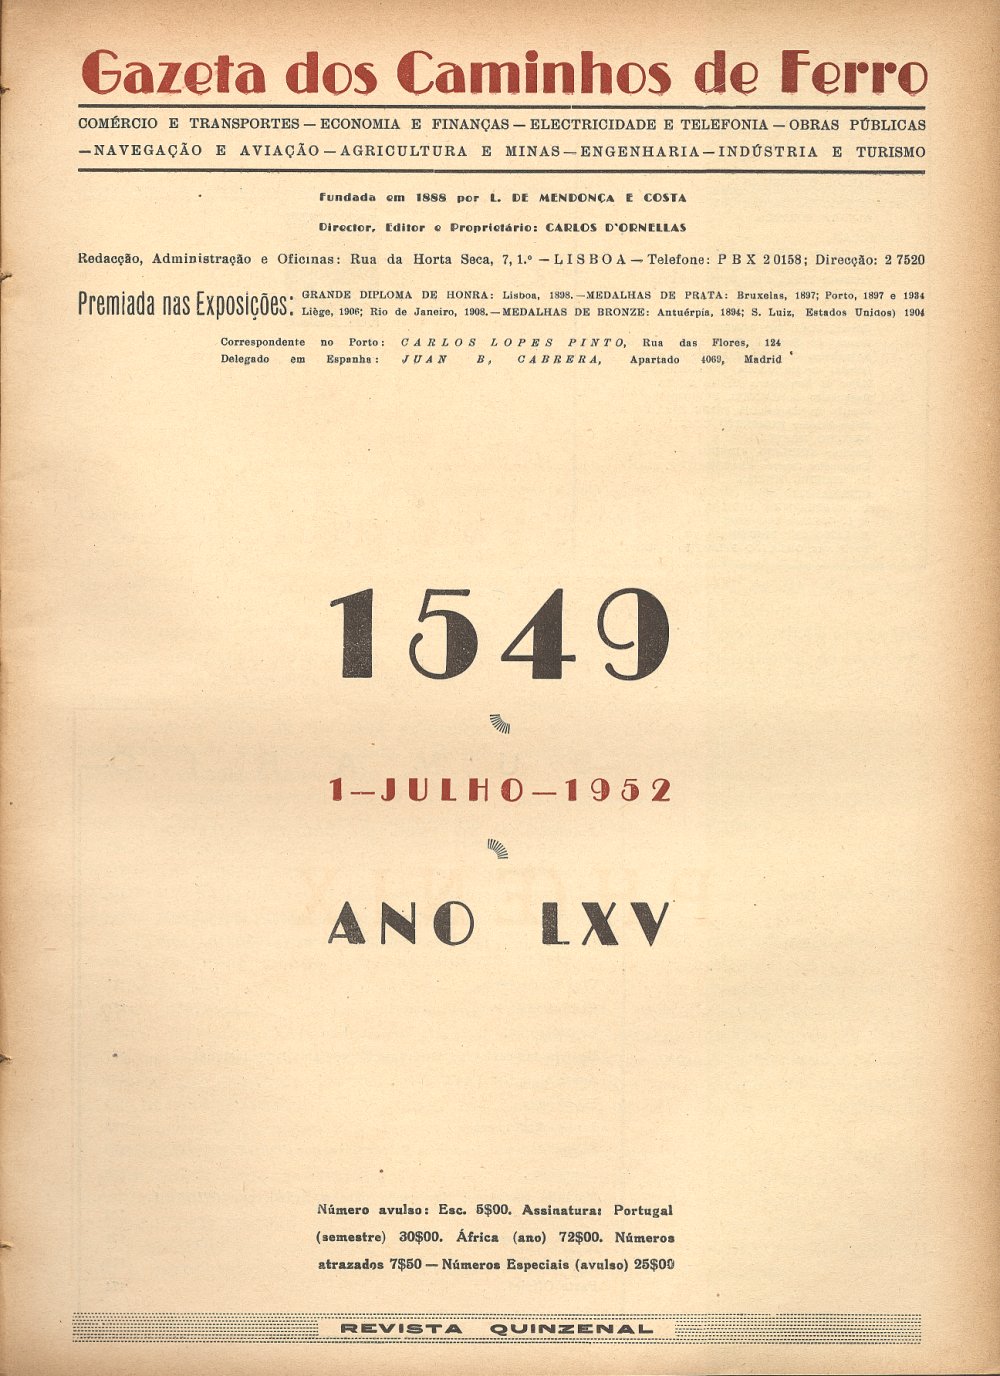 Gazeta dos Caminhos de Ferro
COMÉRCIO E TRANSPORTES — ECONOMIA E FINANÇAS — ELECTRICIDADE E TELEFONIA — OBRAS PÚBLICAS
—NAVEGAÇÃO E AVIAÇÃO—AGRICULTURA E MINAS—ENGENHARIA—INDÚSTRIA E TURISMO
Fundada em 1888 por L. DE MENDONÇA E COSTA
Director, Editor e Proprietário: CARLOS D'ORNELLAS
Redacção, Administração e Oficinas: Rua da Horta Seca, 7, 1.º — LISBOA — Telefone: P B X 2 0158; Direcção: 2 7520
Premiada nas Exposições:
GRANDE DIPLOMA DE HONRA: Lisboa, 1898.—MEDALHAS DE PRATA: Bruxelas, 1897; Porto, 1897 e 1934
Liège, 1906; Rio de Janeiro, 1908.—MEDALHAS DE BRONZE: Antuérpia, 1894; S. Luiz, Estados Unidos) 1904
Correspondente no Porto: CARLOS LOPES PINTO, Rua das Flores, 124
Delegado em Espanha: JUAN B, CABRERA, Apartado 4069, Madrid
1549
1—JULHO—1952
ANO LXV
Número avulso: Esc. 5$00. Assinatura: Portugal
(semestre) 30$00. África (ano) 72$00. Números
atrazados 7$50 — Números Especiais (avulso) 25$00
REVISTA QUINZENAL